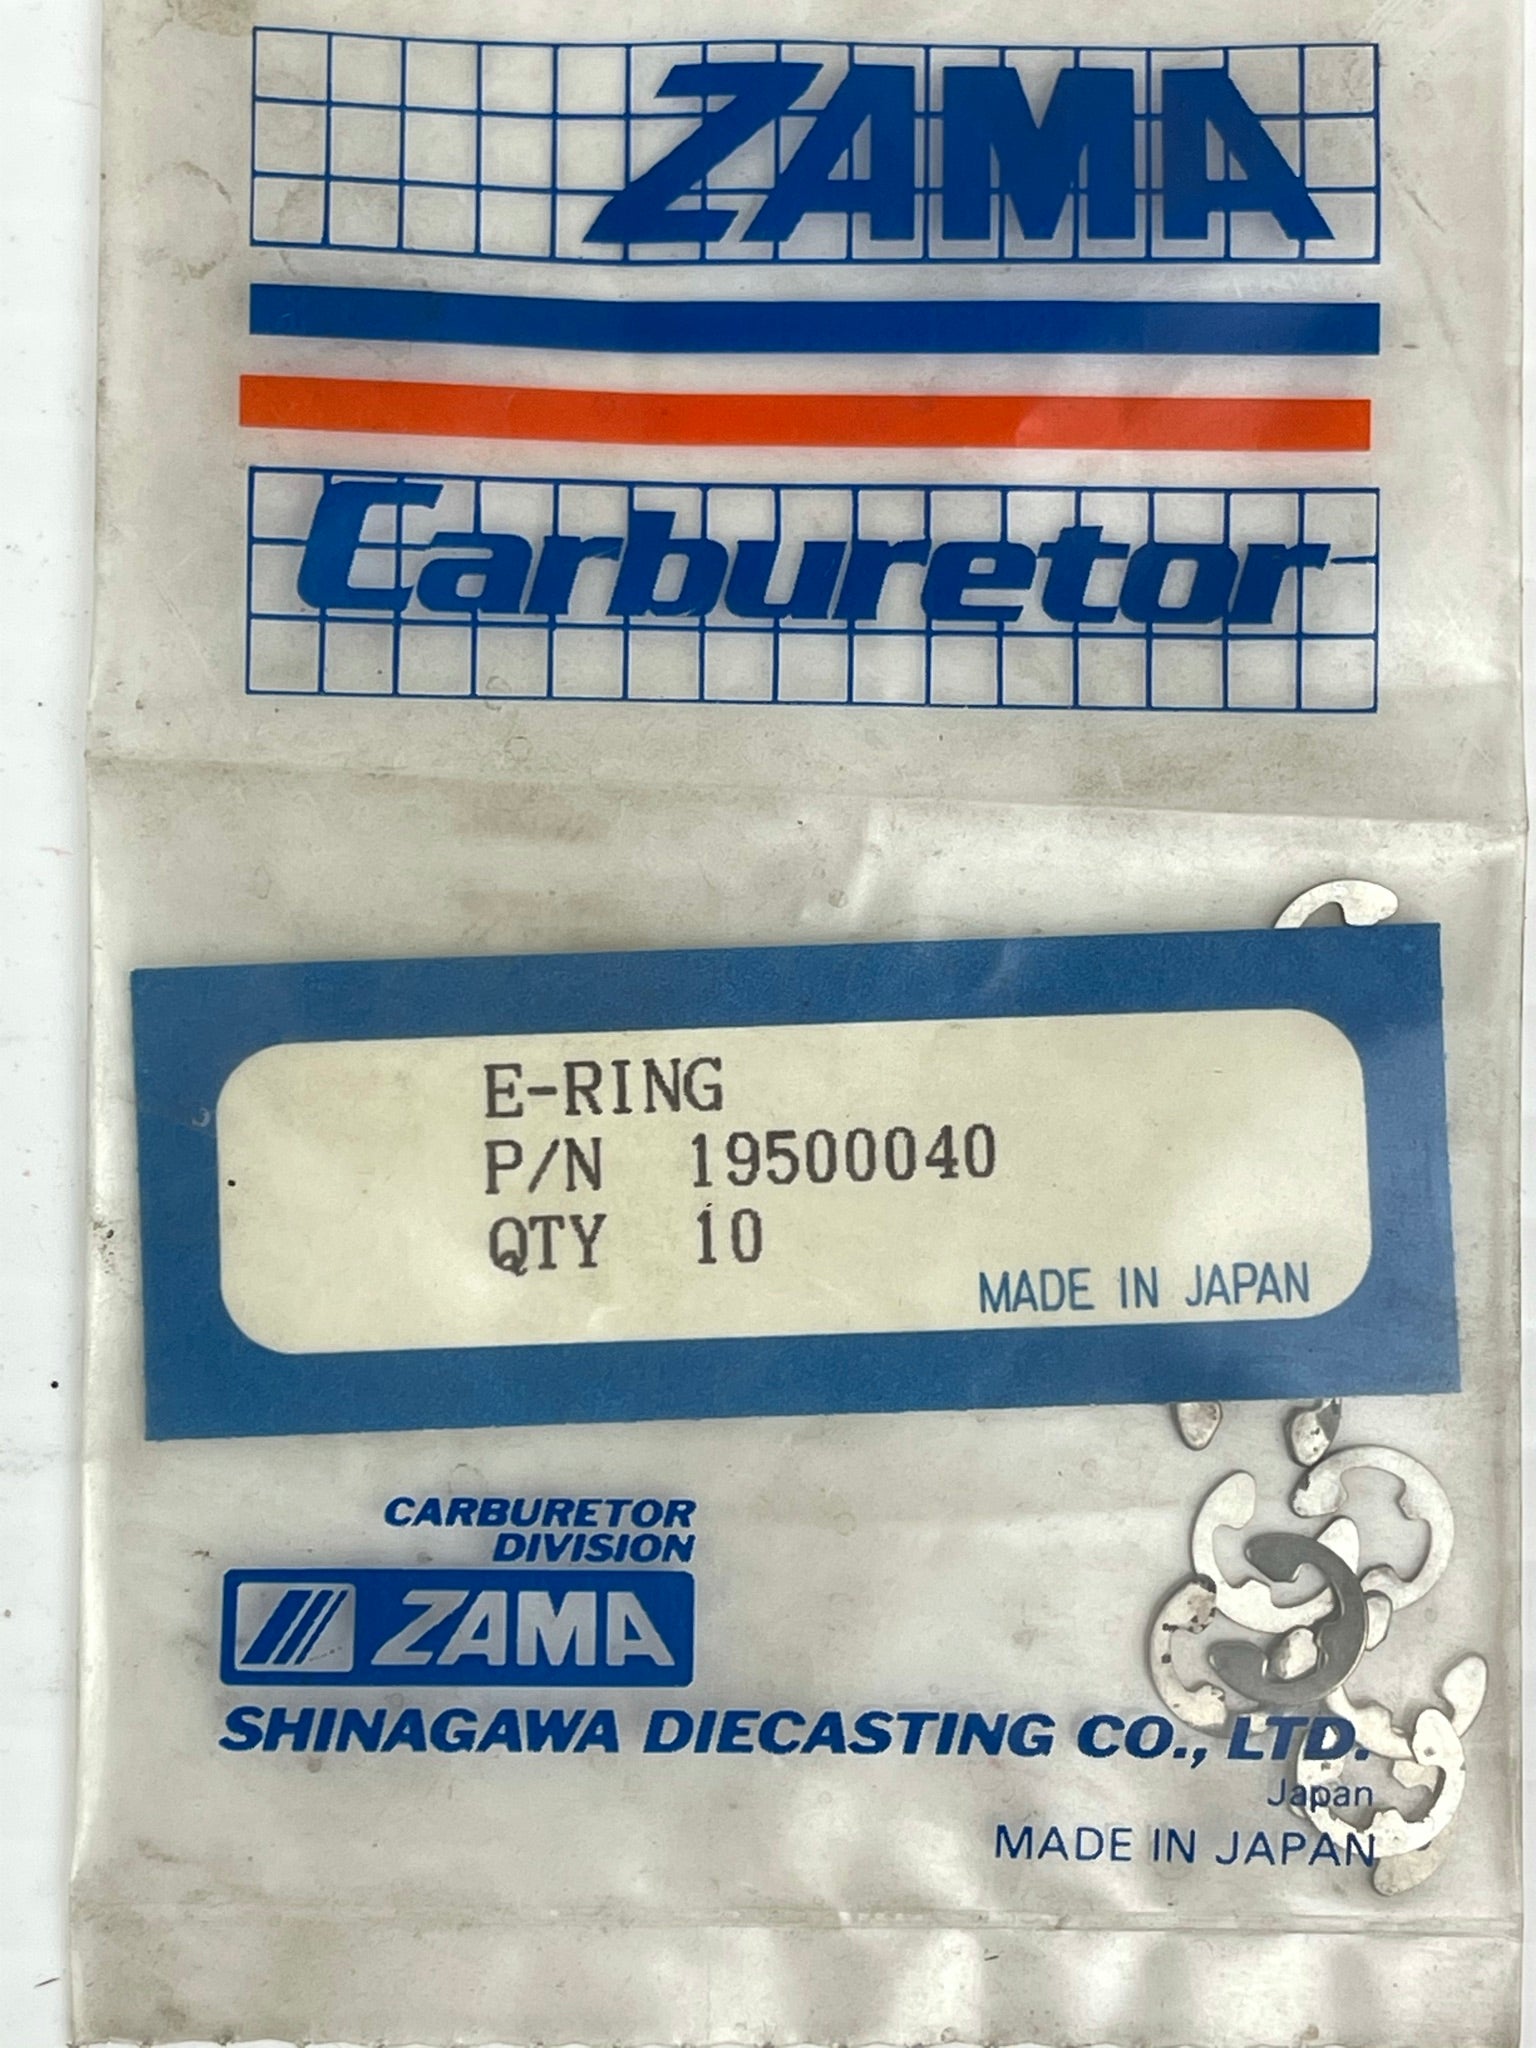 ZAMA
Carburetor
E-RING
P/N 19500040
QTY 10
MADE IN JAPAN
CARBURETOR
DIVISION
ZAMA
SHINAGAWA DIECASTING CO., LTD.
Japan
MADE IN JAPAN